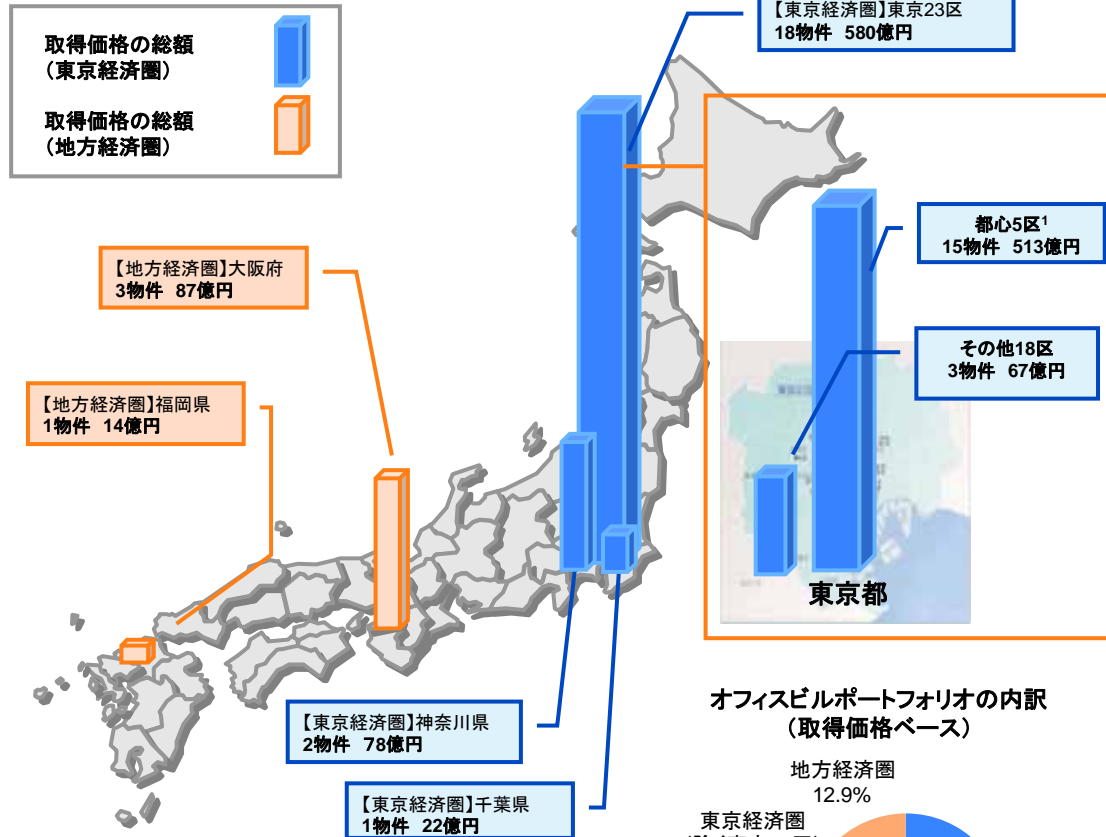 取得価格の総額
(東京経済圏)
取得価格の総額
(地方経済圏)
【東京経済圏】東京23区
18物件 580億円
都心5区¹
15物件 513億円
その他18区
3物件 67億円
東京都
【地方経済圏】大阪府
3物件 87億円
【地方経済圏】福岡県
1物件 14億円
【東京経済圏】神奈川県
2物件 78億円
【東京経済圏】千葉県
1物件 22億円
オフィスビルポートフォリオの内訳
(取得価格ベース)
地方経済圏
12.9%
東京経済圏